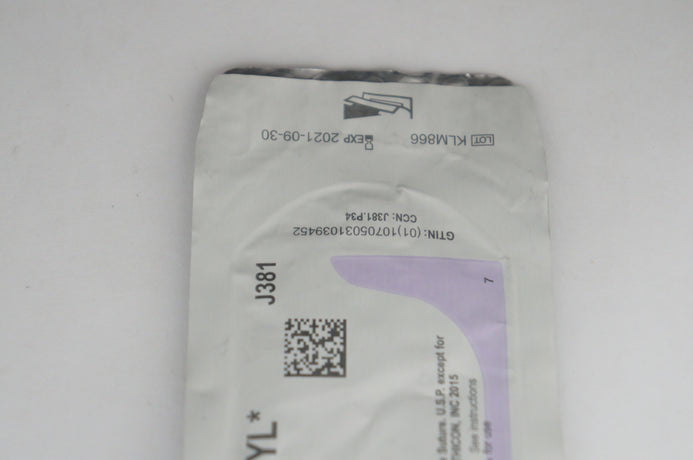 LOT KLM866
EXP 2021-09-30
GTIN: (01)10705031039452
CCN: J381.P34
J381
YL*
7
Suture, U.S.P. except for
THICON, INC 2015
See instructions
for use